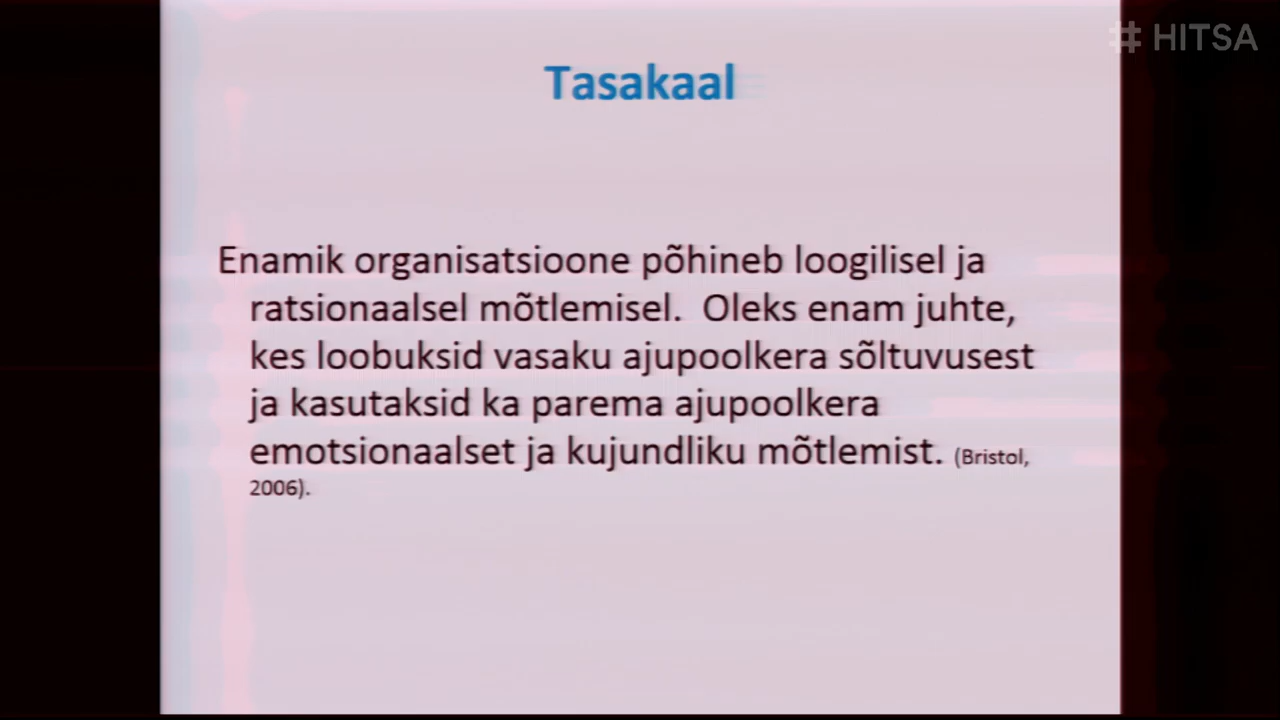 # HITSA
Tasakaal
Enamik organisatsioone põhineb loogilisel ja
ratsionaalsel mõtlemisel. Oleks enam juhte,
kes loobuksid vasaku ajupoolkera sõltuvusest
ja kasutaksid ka parema ajupoolkera
emotsionaalset ja kujundliku mõtlemist. (Bristol,
2006).